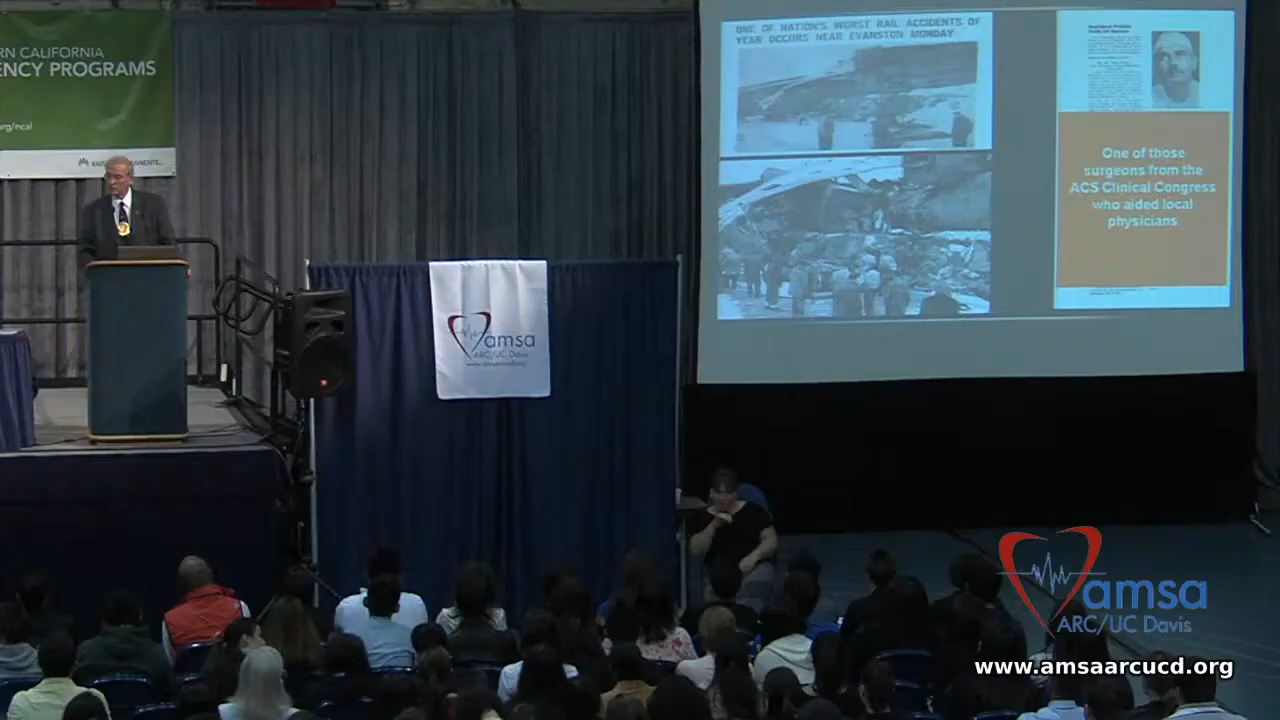 RN CALIFORNIA
ENCY PROGRAMS
org/ncal
ONE OF NATION'S WORST RAIL ACCIDENTS OF
YEAR OCCURS NEAR EVANSTON MONDAY
One of those
surgeons from the
ACS Clinical Congress
who aided local
physicians
amsa
ARC/UC Davis
amsa
ARC/UC Davis
www.amsaarcucd.org